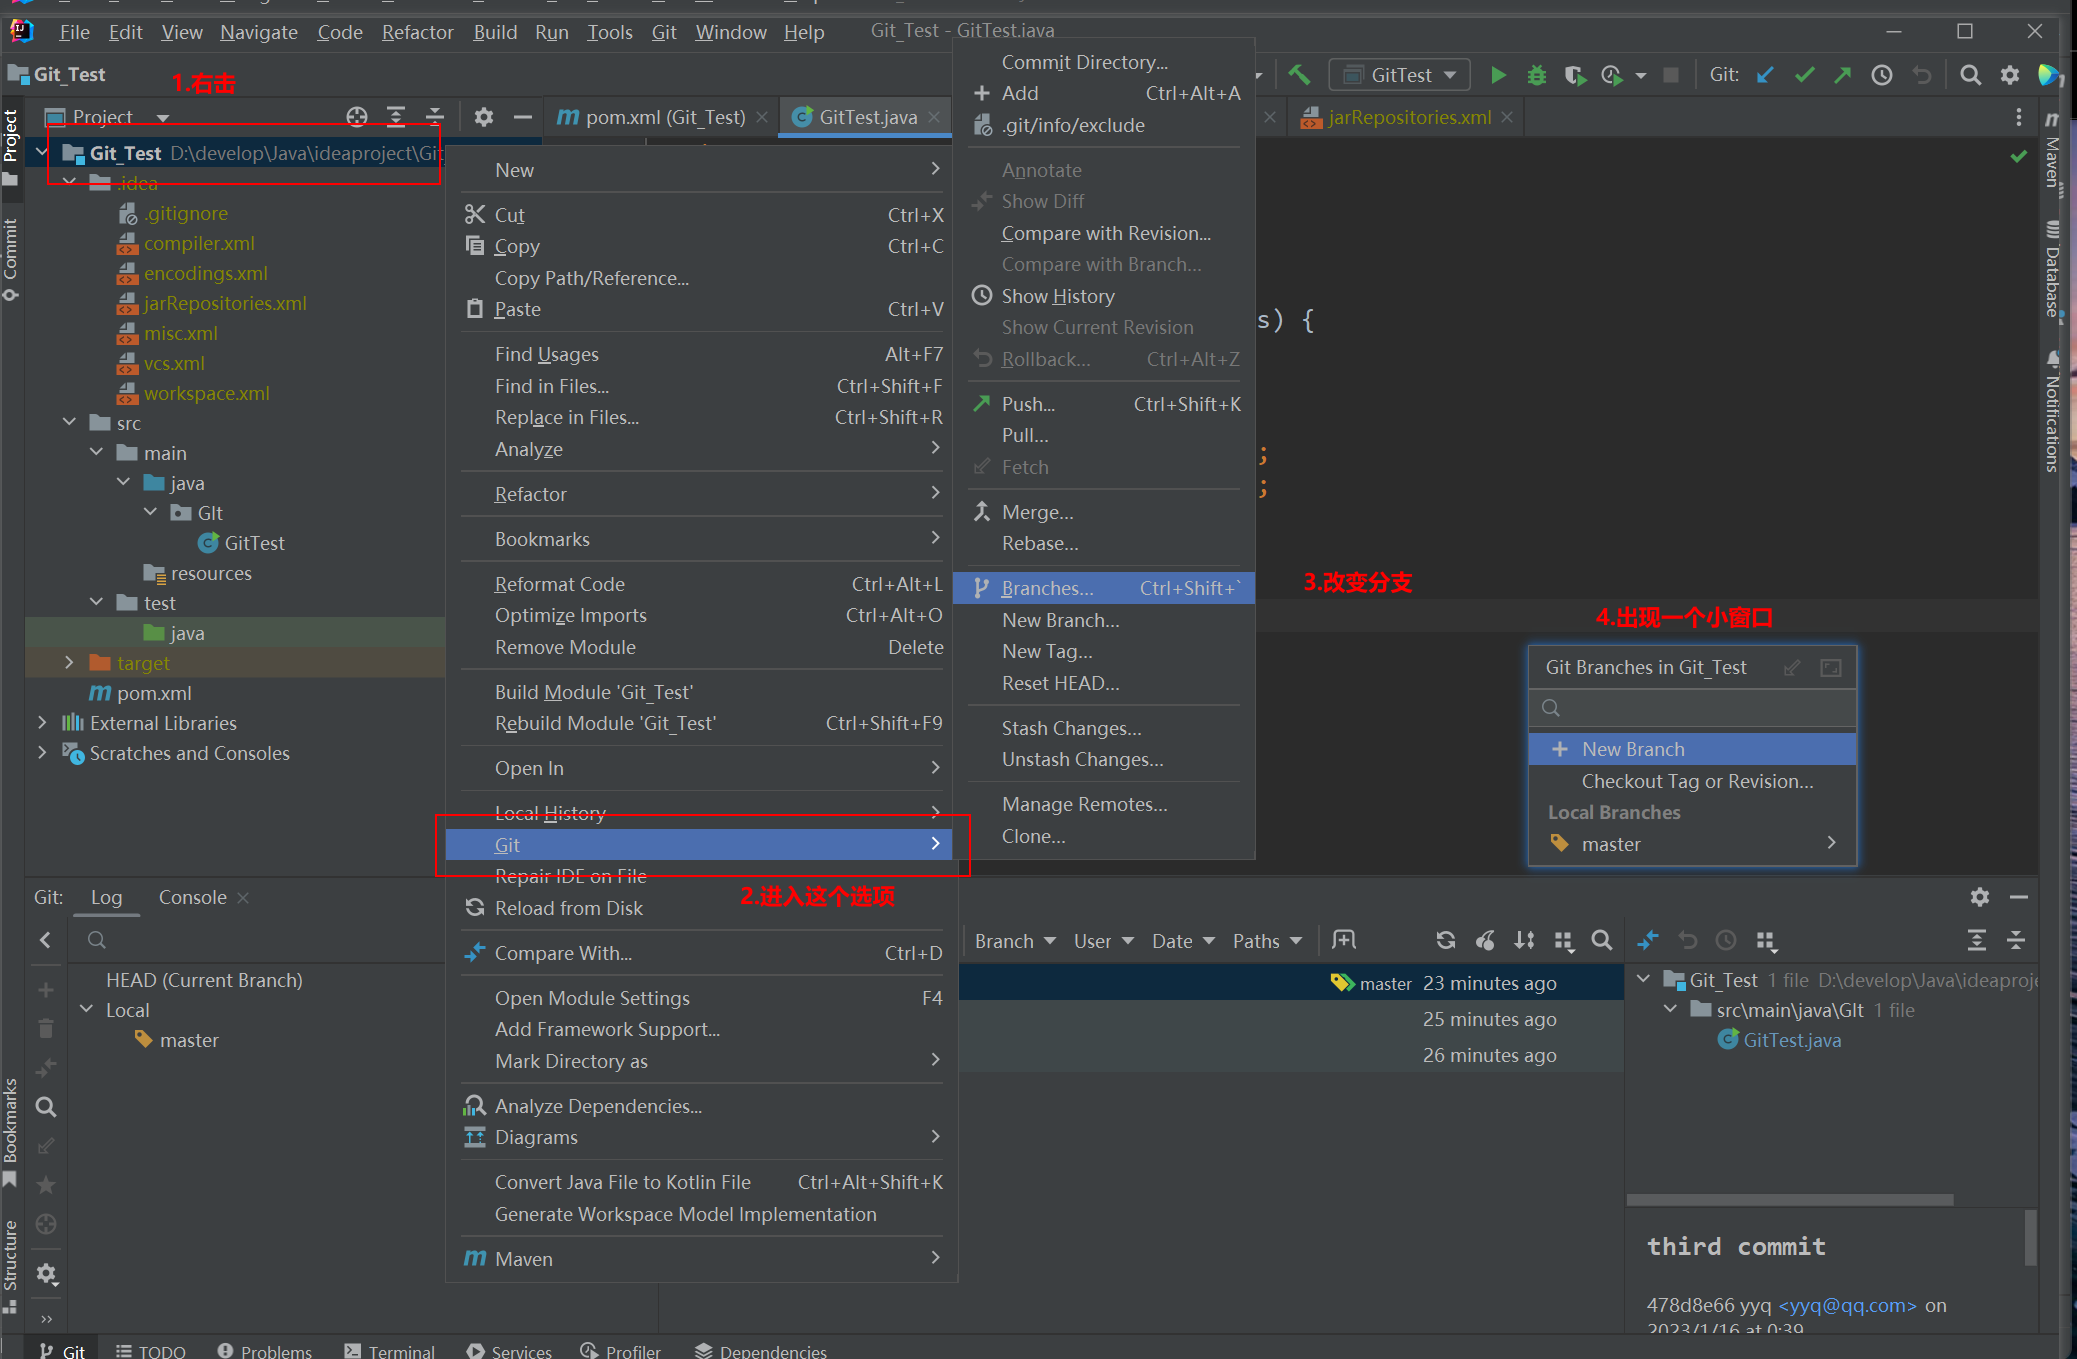 File Edit View Navigate Code Refactor Build Run Tools Git Window Help Git_Test - GitTest.java
Git_Test
1.右击
GitTest
Git:
Project
pom.xml (Git_Test)
GitTest.java
jarRepositories.xml
Project
Commit
Bookmarks
Structure
Git_Test D:\develop\Java\ideaproject\Git
.idea
.gitignore
compiler.xml
encodings.xml
jarRepositories.xml
misc.xml
vcs.xml
workspace.xml
src
main
java
GIt
GitTest
resources
test
java
target
pom.xml
External Libraries
Scratches and Consoles
New
Cut Ctrl+X
Copy Ctrl+C
Copy Path/Reference...
Paste Ctrl+V
Find Usages Alt+F7
Find in Files... Ctrl+Shift+F
Replace in Files... Ctrl+Shift+R
Analyze
Refactor
Bookmarks
Reformat Code Ctrl+Alt+L
Optimize Imports Ctrl+Alt+O
Remove Module Delete
Build Module 'Git_Test'
Rebuild Module 'Git_Test' Ctrl+Shift+F9
Open In
Local History
Git
Repair IDE on File
2.进入这个选项
Reload from Disk
Compare With... Ctrl+D
Open Module Settings F4
Add Framework Support...
Mark Directory as
Analyze Dependencies...
Diagrams
Convert Java File to Kotlin File Ctrl+Alt+Shift+K
Generate Workspace Model Implementation
Maven
Commit Directory...
Add Ctrl+Alt+A
.git/info/exclude
Annotate
Show Diff
Compare with Revision...
Compare with Branch...
Show History
Show Current Revision
Rollback... Ctrl+Alt+Z
Push... Ctrl+Shift+K
Pull...
Fetch
Merge...
Rebase...
Branches... Ctrl+Shift+`
New Branch...
New Tag...
Reset HEAD...
Stash Changes...
Unstash Changes...
Manage Remotes...
Clone...
s) {
;
;
3.改变分支
4.出现一个小窗口
Git Branches in Git_Test
New Branch
Checkout Tag or Revision...
Local Branches
master
Maven
Database
Notifications
Git: Log Console
HEAD (Current Branch)
Local
master
Branch User Date Paths
master 23 minutes ago
25 minutes ago
26 minutes ago
Git_Test 1 file D:\develop\Java\ideaproje
src\main\java\GIt 1 file
GitTest.java
third commit
478d8e66 yyq <yyq@qq.com> on
2023/1/16 at 0:39
Git TODO Problems Terminal Services Profiler Dependencies